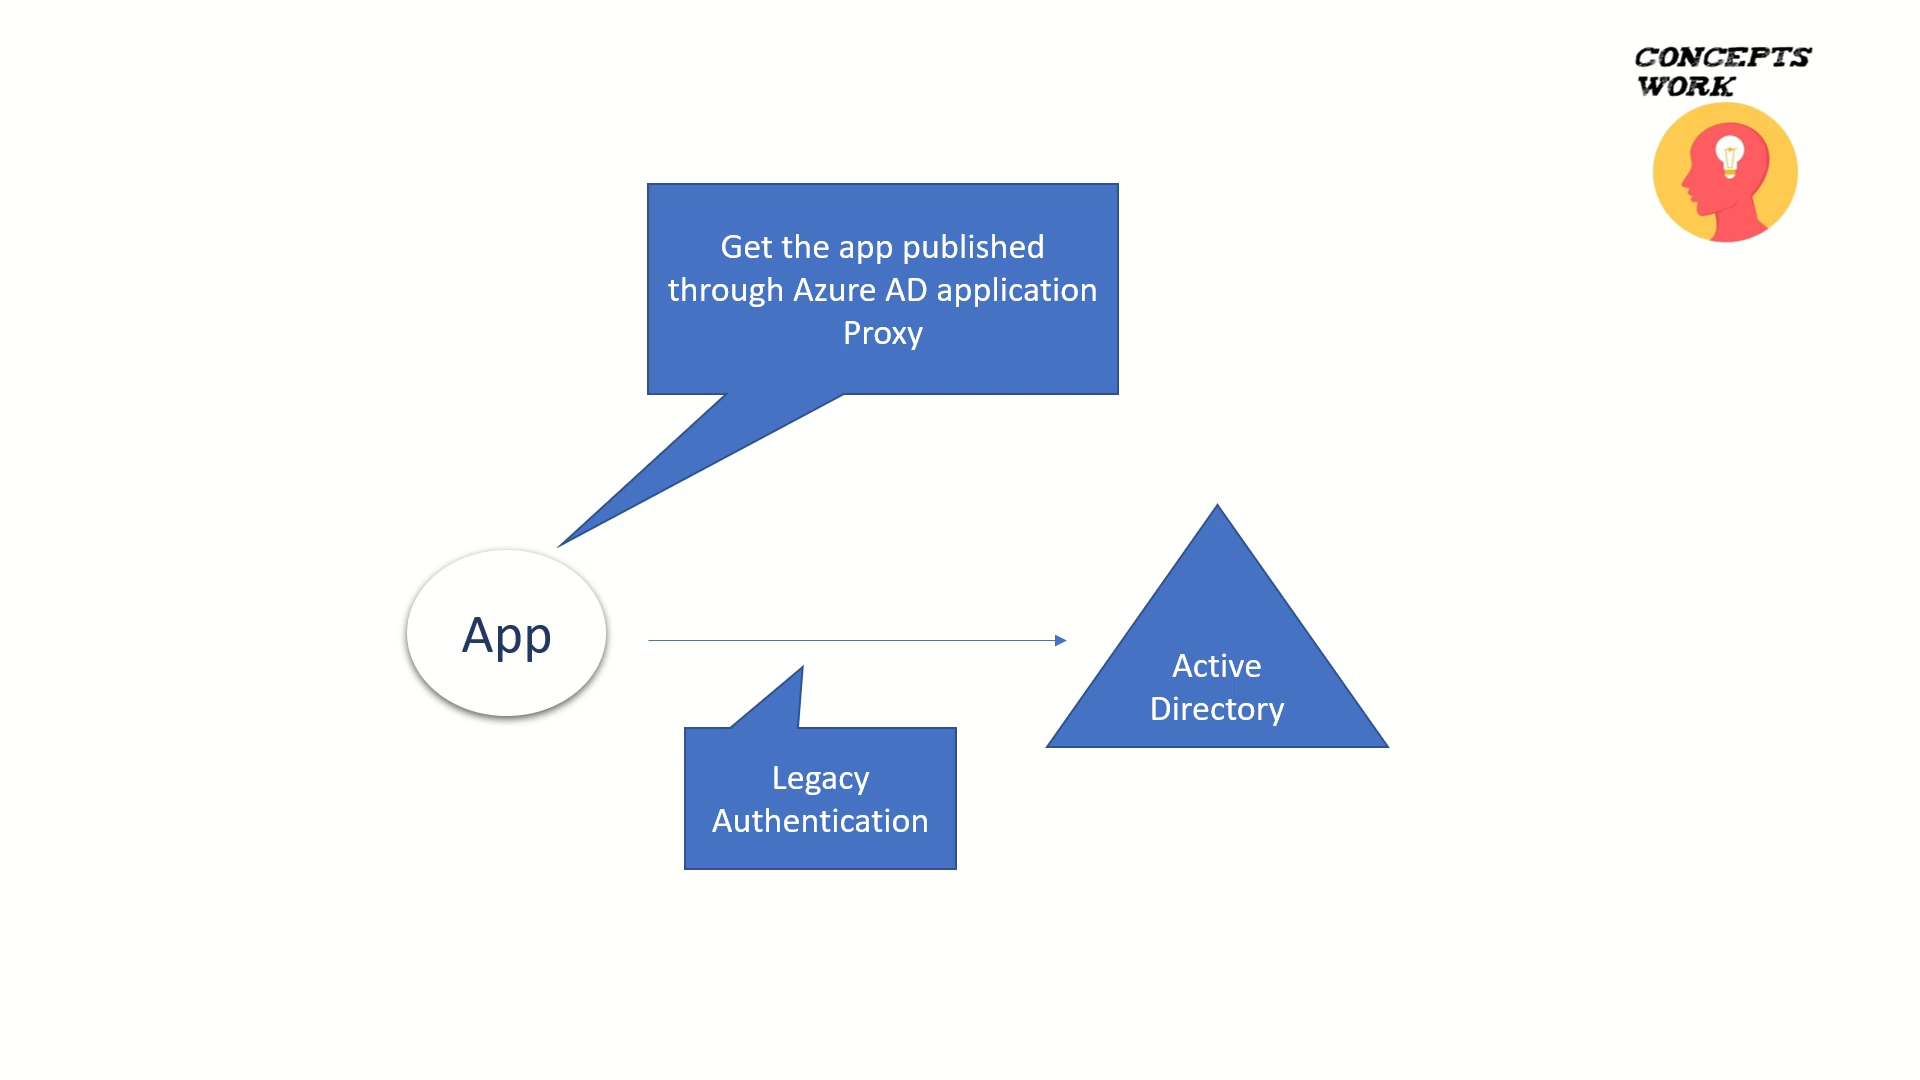 CONCEPTS
WORK
Get the app published
through Azure AD application
Proxy
App
Active
Directory
Legacy
Authentication